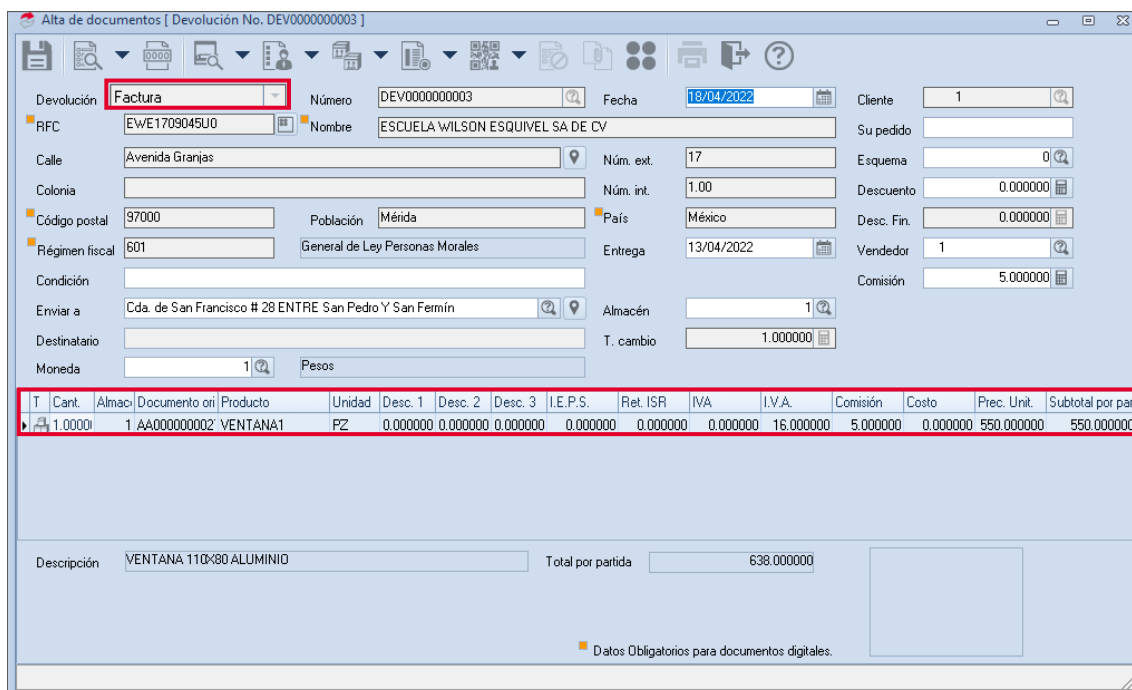 Alta de documentos [ Devolución No. DEV0000000003 ]
Devolución Factura Número DEV0000000003 Fecha 18/04/2022 Cliente 1
RFC EWE1709045U0 Nombre ESCUELA WILSON ESQUIVEL SA DE CV Su pedido
Calle Avenida Granjas Núm. ext. 17 Esquema 0
Colonia Núm. int. 1.00 Descuento 0.000000
Código postal 97000 Población Mérida País México Desc. Fin. 0.000000
Régimen fiscal 601 General de Ley Personas Morales Entrega 13/04/2022 Vendedor 1
Condición Comisión 5.000000
Enviar a Cda. de San Francisco # 28 ENTRE San Pedro Y San Fermín Almacén 1
Destinatario T. cambio 1.000000
Moneda 1 Pesos
T Cant. Almac Documento ori Producto Unidad Desc. 1 Desc. 2 Desc. 3 I.E.P.S. Ret. ISR IVA I.V.A. Comisión Costo Prec. Unit. Subtotal por par
1.0000 1 AA000000002 VENTANA1 PZ 0.000000 0.000000 0.000000 0.000000 0.000000 0.000000 16.000000 5.000000 0.000000 550.000000 550.000000
Descripción VENTANA 110X80 ALUMINIO Total por partida 638.000000
Datos Obligatorios para documentos digitales.